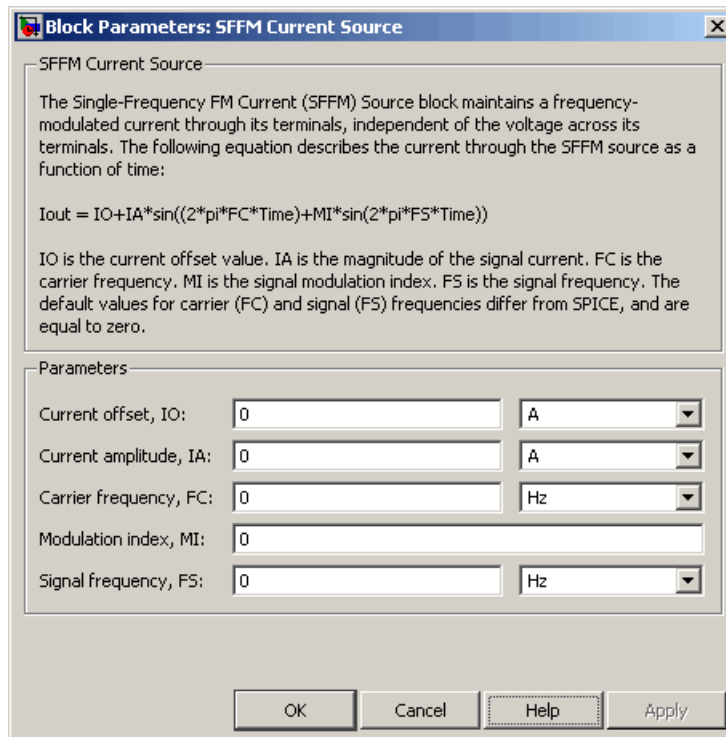 Block Parameters: SFFM Current Source
SFFM Current Source
The Single-Frequency FM Current (SFFM) Source block maintains a frequency-
modulated current through its terminals, independent of the voltage across its
terminals. The following equation describes the current through the SFFM source as a
function of time:
Iout = IO+IA*sin((2*pi*FC*Time)+MI*sin(2*pi*FS*Time))
IO is the current offset value. IA is the magnitude of the signal current. FC is the
carrier frequency. MI is the signal modulation index. FS is the signal frequency. The
default values for carrier (FC) and signal (FS) frequencies differ from SPICE, and are
equal to zero.
Parameters
Current offset, IO: 0 A
Current amplitude, IA: 0 A
Carrier frequency, FC: 0 Hz
Modulation index, MI: 0
Signal frequency, FS: 0 Hz
OK Cancel Help Apply